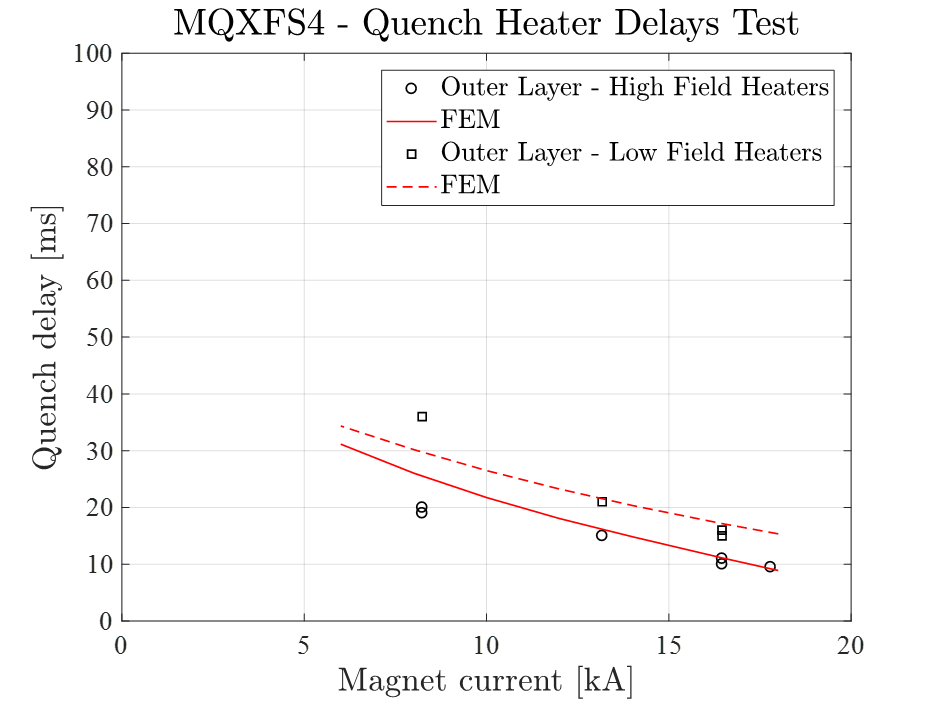 MQXFS4 - Quench Heater Delays Test
100
90
80
70
60
50
40
30
20
10
0
Quench delay [ms]
Outer Layer - High Field Heaters
FEM
Outer Layer - Low Field Heaters
FEM
0 5 10 15 20
Magnet current [kA]